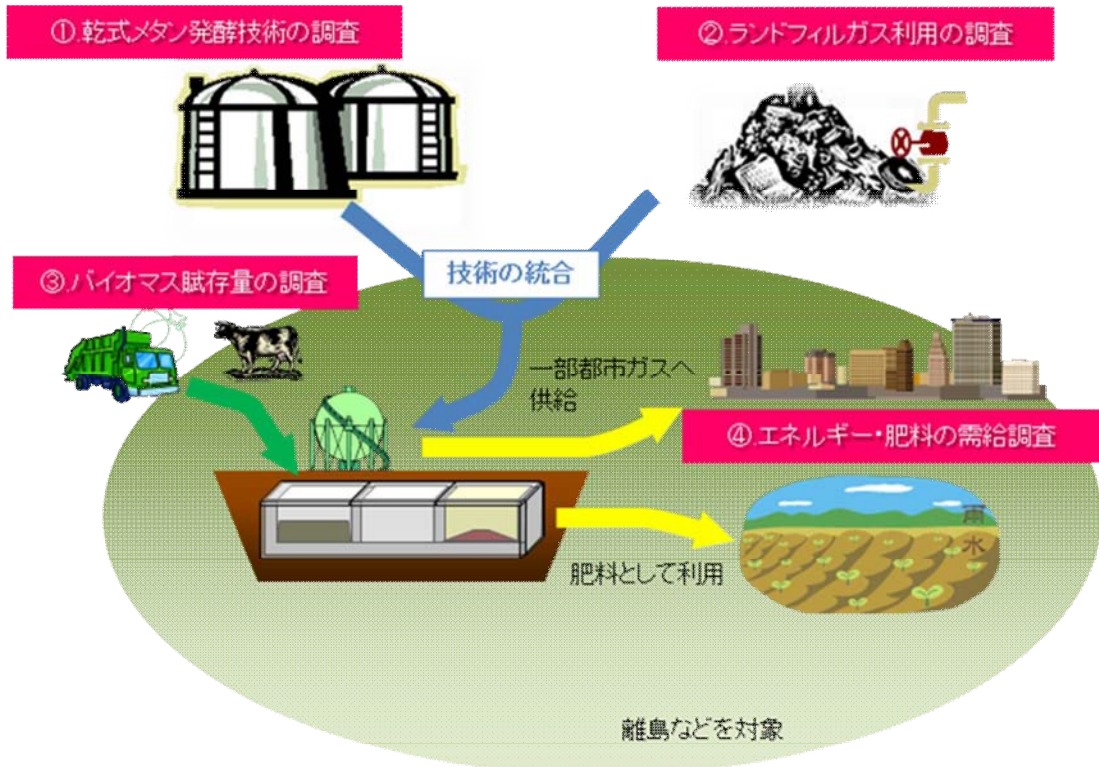 ①.乾式メタン発酵技術の調査
②.ランドフィルガス利用の調査
技術の統合
③.バイオマス賦存量の調査
一部都市ガスへ
供給
④.エネルギー・肥料の需給調査
雨
水
肥料として利用
離島などを対象